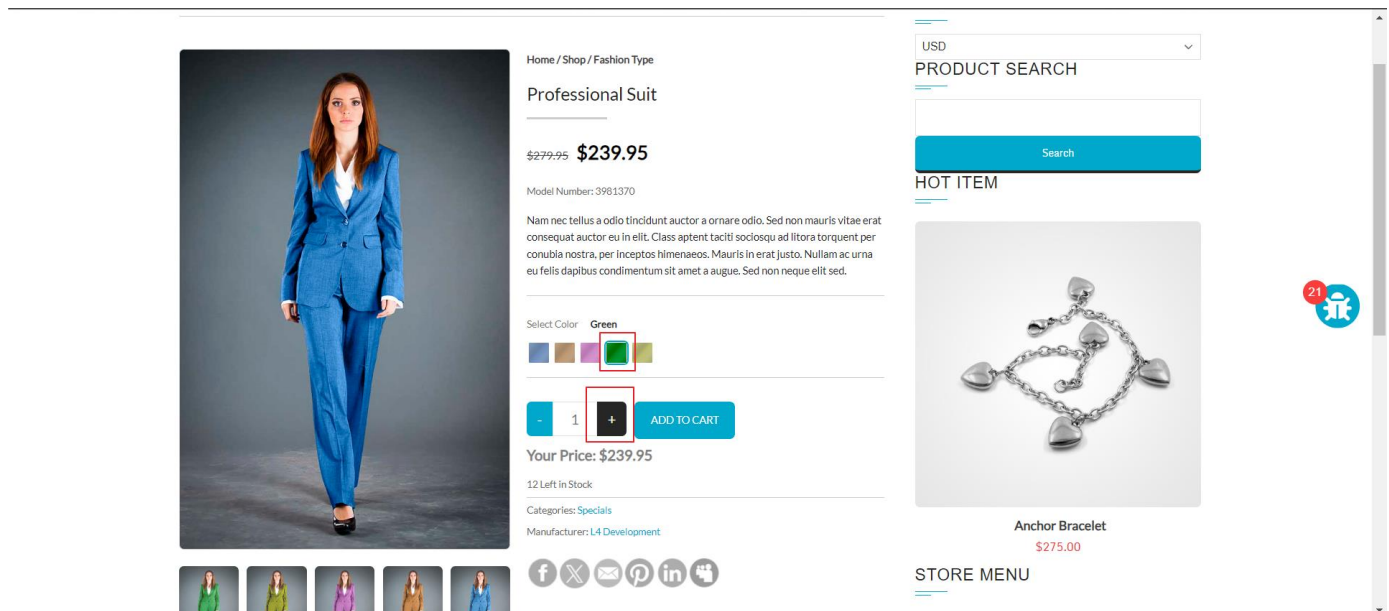 Home / Shop / Fashion Type
Professional Suit
$279.95 $239.95
Model Number: 3981370
Nam nec tellus a odio tincidunt auctor a ornare odio. Sed non mauris vitae erat
consequat auctor eu in elit. Class aptent taciti sociosqu ad litora torquent per
conubia nostra, per inceptos himenaeos. Mauris in erat justo. Nullam ac urna
eu felis dapibus condimentum sit amet a augue. Sed non neque elit sed.
Select Color Green
- 1 + ADD TO CART
Your Price: $239.95
12 Left in Stock
Categories: Specials
Manufacturer: L4 Development
USD
PRODUCT SEARCH
Search
HOT ITEM
Anchor Bracelet
$275.00
STORE MENU
21